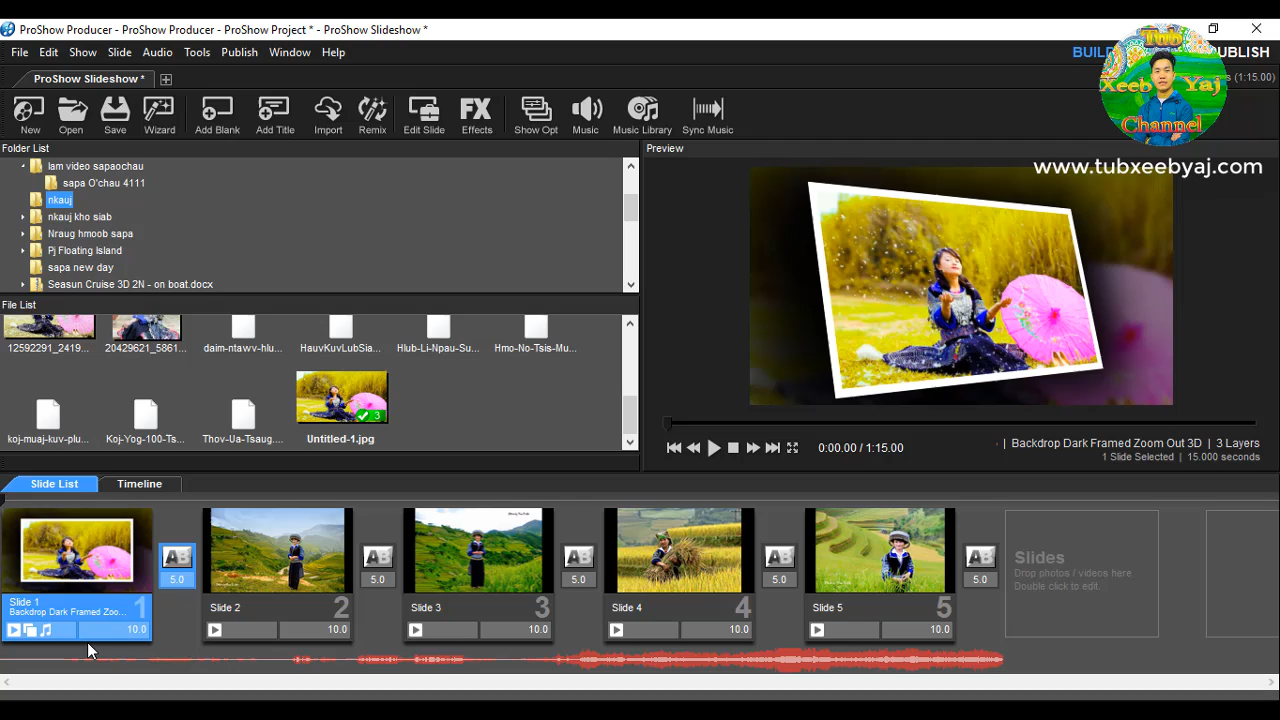 ProShow Producer - ProShow Producer - ProShow Project * - ProShow Slideshow *
File Edit Show Slide Audio Tools Publish Window Help
BUIL
UBLISH
ProShow Slideshow *
(1:15.00)
Tub
Xeeb Yaj
Channel
New Open Save Wizard Add Blank Add Title Import Remix Edit Slide Effects Show Opt Music Music Library Sync Music
FX
Folder List
Preview
www.tubxeebyaj.com
lam video sapaochau
sapa O'chau 4111
nkauj
nkauj kho siab
Nraug hmoob sapa
Pj Floating Island
sapa new day
Seasun Cruise 3D 2N - on boat.docx
File List
12592291_2419... 20429621_5861... daim-ntawv-hlu... HauvKuvLubSia... Hlub-Li-Npau-Su... Hmo-No-Tsis-Mu...
3
koj-muaj-kuv-plu... Koj-Yog-100-Ts... Thov-Ua-Tsaug.... Untitled-1.jpg
0:00.00 / 1:15.00
| Backdrop Dark Framed Zoom Out 3D | 3 Layers
1 Slide Selected | 15.000 seconds
Slide List Timeline
AB AB AB AB AB
5.0 5.0 5.0 5.0 5.0
Slides
Drop photos / videos here
Double click to edit.
Slide 1
Backdrop Dark Framed Zoo...
1
10.0
Slide 2 2
10.0
Slide 3 3
10.0
Slide 4 4
10.0
Slide 5 5
10.0